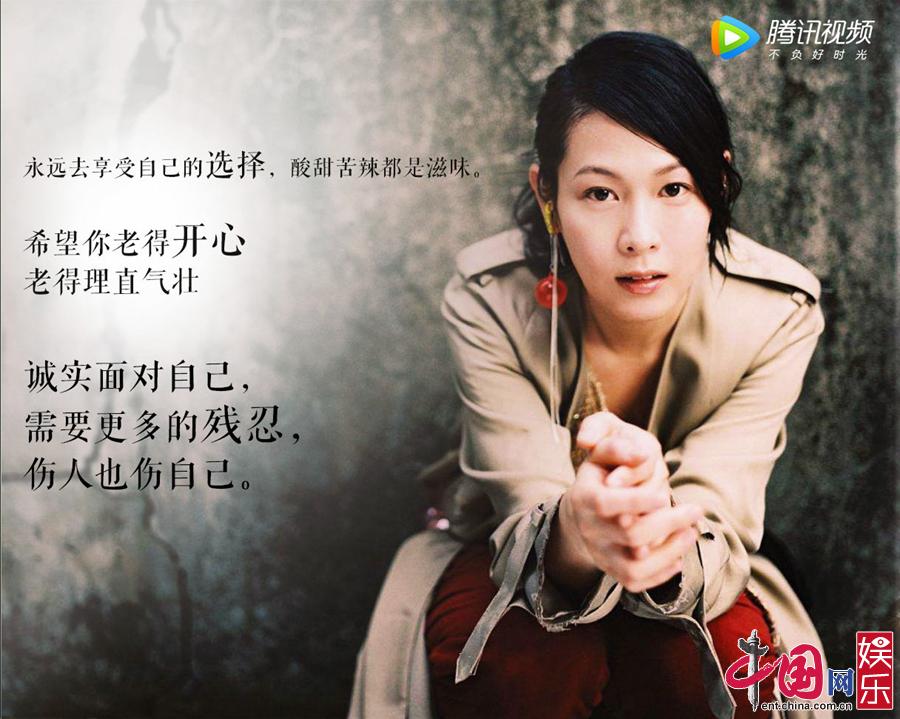 腾讯视频
不负好时光
永远去享受自己的选择，酸甜苦辣都是滋味。
希望你老得开心
老得理直气壮
诚实面对自己，
需要更多的残忍，
伤人也伤自己。
中国网
娱乐
ent.china.com.cn